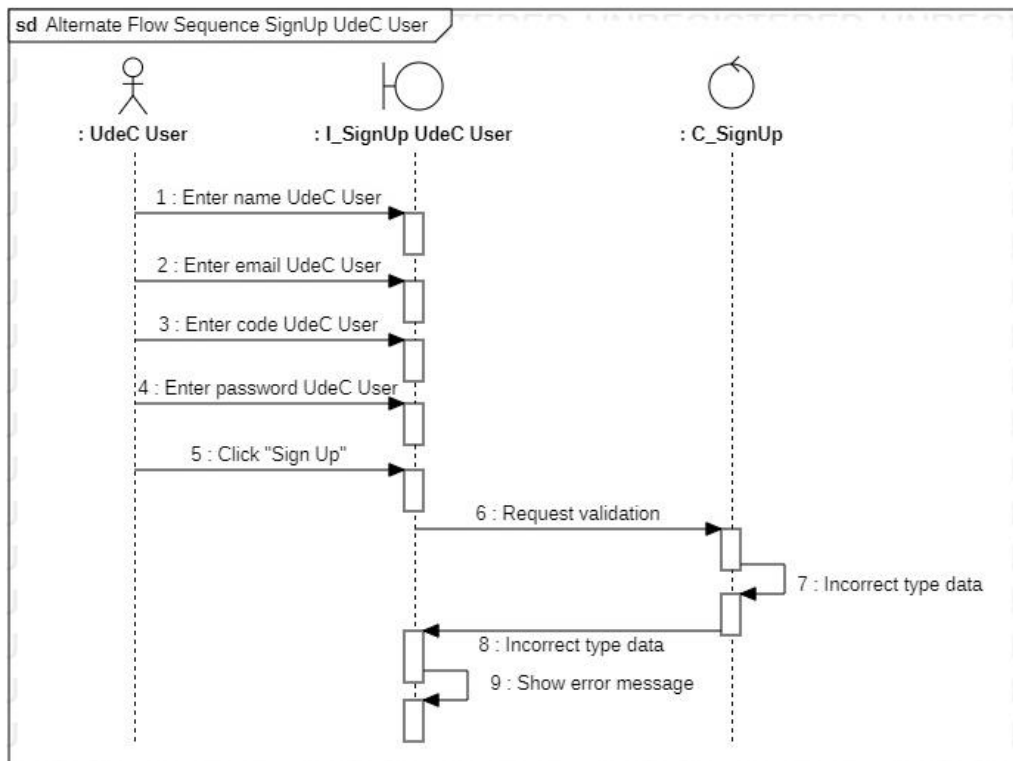 sd Alternate Flow Sequence SignUp UdeC User
: UdeC User
: I_SignUp UdeC User
: C_SignUp
1 : Enter name UdeC User
2 : Enter email UdeC User
3 : Enter code UdeC User
4 : Enter password UdeC User
5 : Click "Sign Up"
6 : Request validation
7 : Incorrect type data
8 : Incorrect type data
9 : Show error message